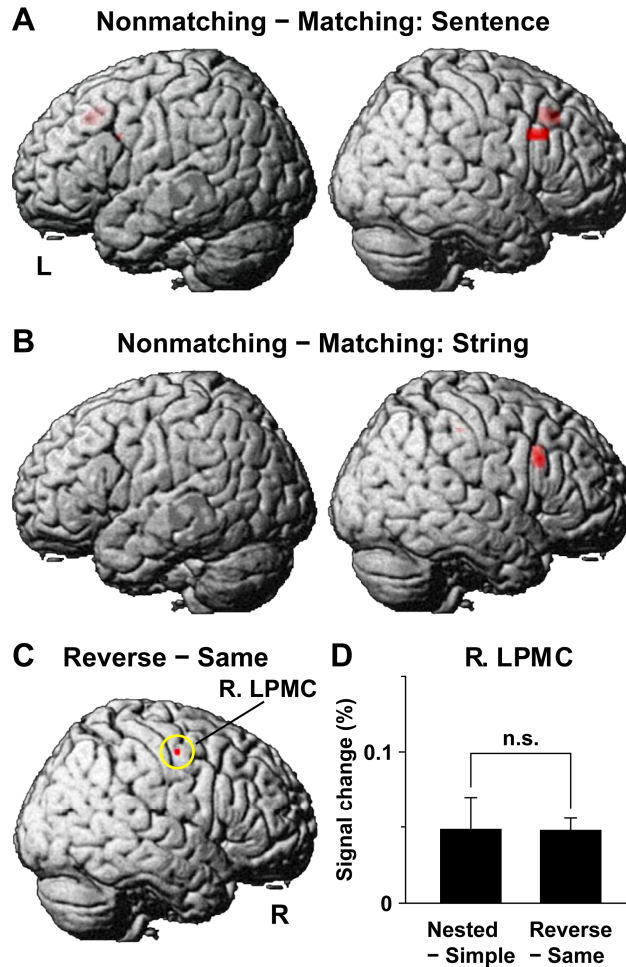 A Nonmatching − Matching: Sentence
L
B Nonmatching − Matching: String
C Reverse − Same
R. LPMC
R
D R. LPMC
Signal change (%)
0.1
0
n.s.
Nested
− Simple
Reverse
− Same